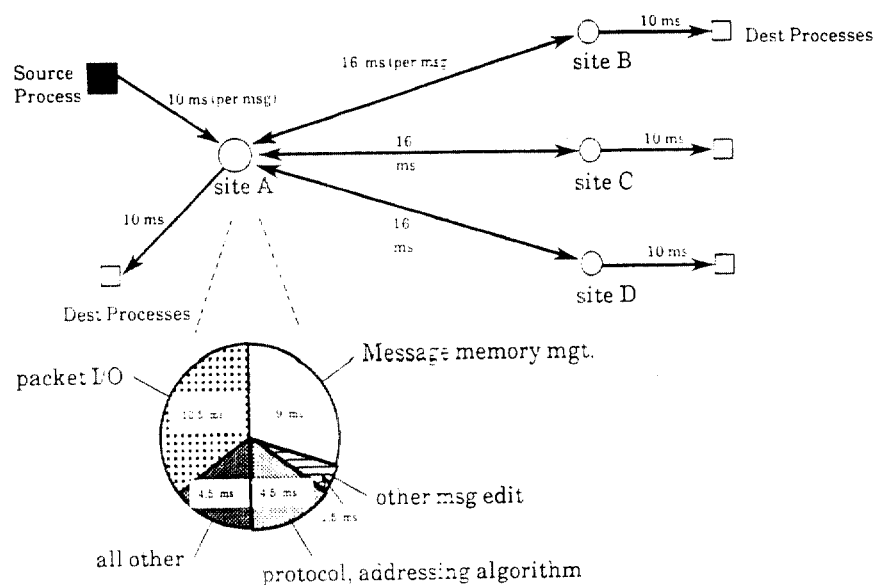 10 ms
Dest Processes
site B
16 ms (per msg
Source
Process
10 ms (per msg)
16
ms
10 ms
site C
site A
10 ms
16
ms
10 ms
site D
Dest Processes
Message memory mgt.
packet I/O
9 ms
4.5 ms
4.5 ms
other msg edit
all other
protocol, addressing algorithm